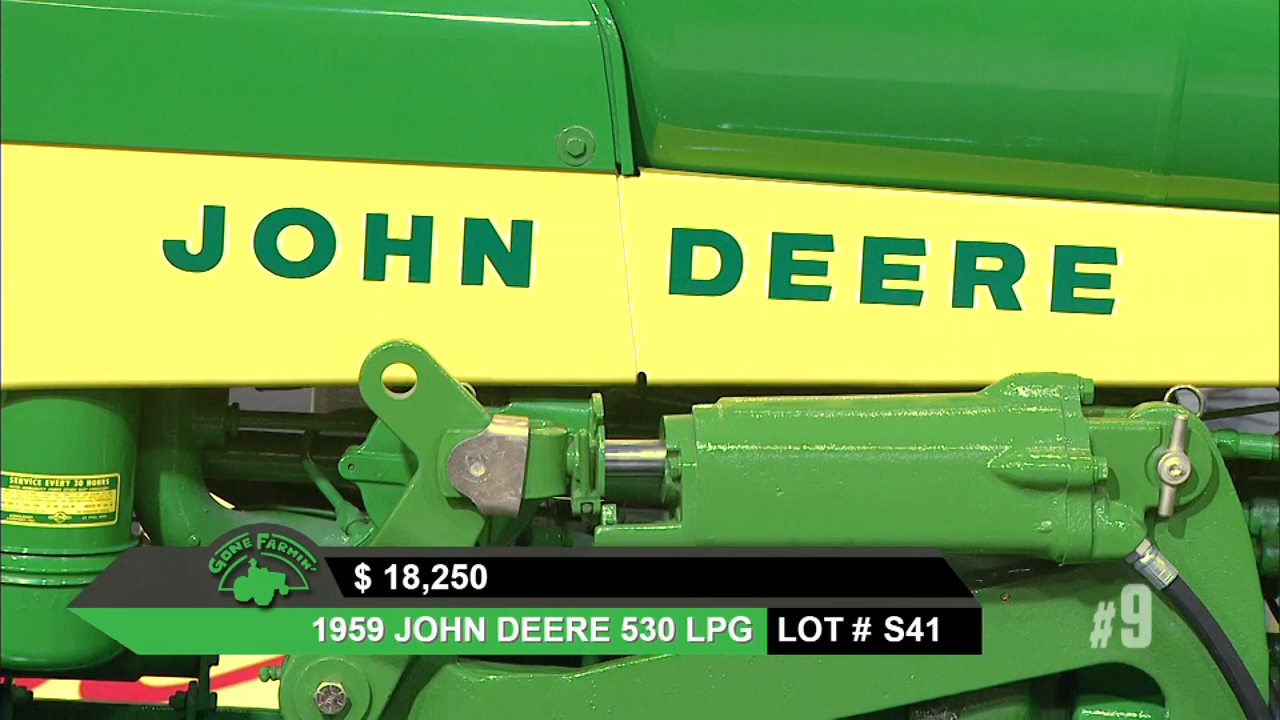 JOHN DEERE
SERVICE EVERY 30 HOURS
GONE FARMIN'
$ 18,250
1959 JOHN DEERE 530 LPG LOT # S41
#9